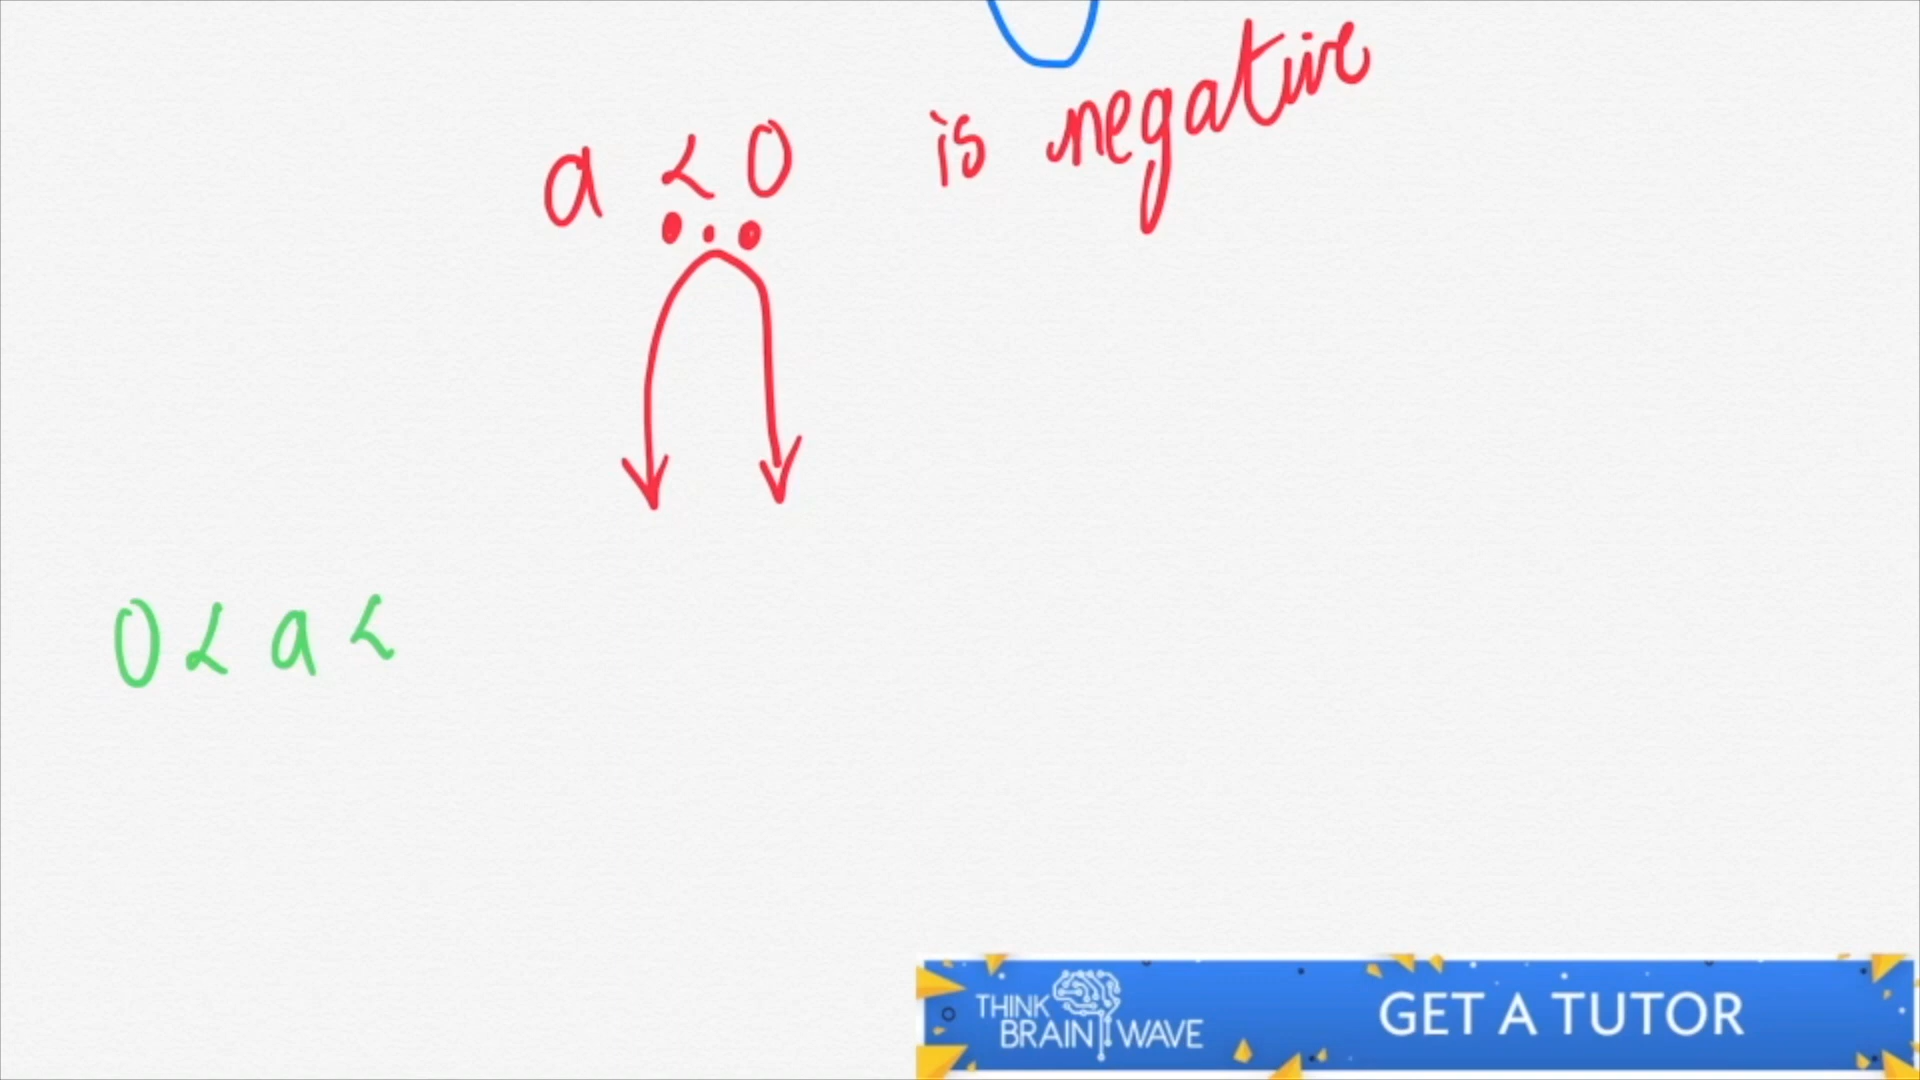 a < 0 is negative
0 < a <
THINK BRAIN WAVE GET A TUTOR